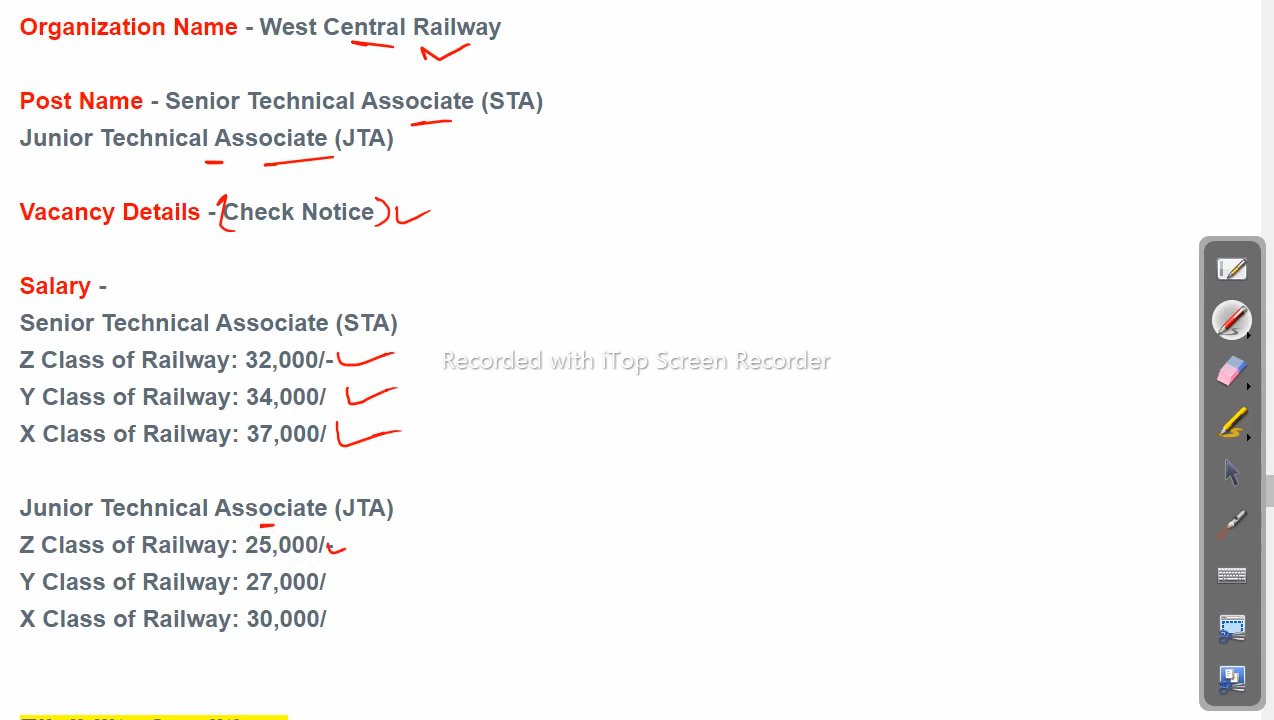 Organization Name - West Central Railway
Post Name - Senior Technical Associate (STA)
Junior Technical Associate (JTA)
Vacancy Details - (Check Notice)
Salary -
Senior Technical Associate (STA)
Z Class of Railway: 32,000/-
Recorded with iTop Screen Recorder
Y Class of Railway: 34,000/
X Class of Railway: 37,000/
Junior Technical Associate (JTA)
Z Class of Railway: 25,000/-
Y Class of Railway: 27,000/
X Class of Railway: 30,000/